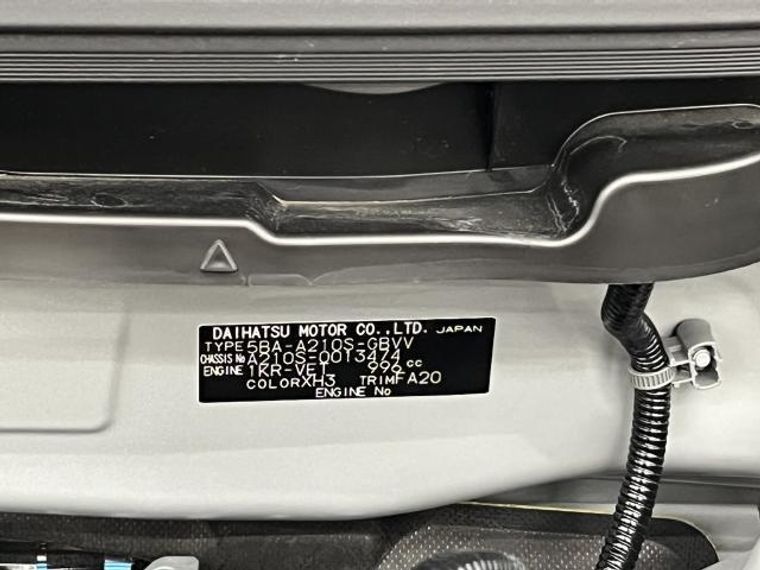 DAIHATSU MOTOR CO.,LTD. JAPAN
TYPE 5BA-A210S-GBVV
CHASSIS No A210S-0013474
ENGINE 1KR-VET 996 cc
COLOR XH3 TRIM FA20
ENGINE No